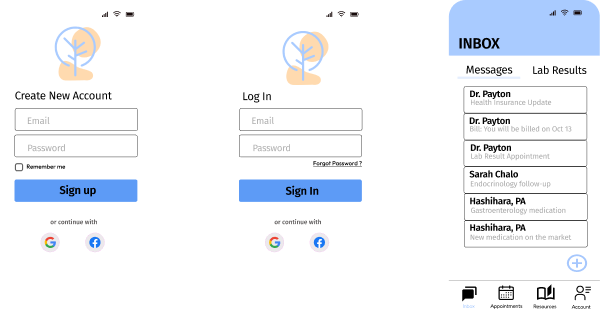 Create New Account
Email
Password
Remember me
Sign up
or continue with
Log In
Email
Password
Forgot Password ?
Sign In
or continue with
INBOX
Messages
Lab Results
Dr. Payton
Health Insurance Update
Dr. Payton
Bill: You will be billed on Oct 13
Dr. Payton
Lab Result Appointment
Sarah Chalo
Endocrinology follow-up
Hashihara, PA
Gastroenterology medication
Hashihara, PA
New medication on the market
Inbox
Appointments
Resources
Account